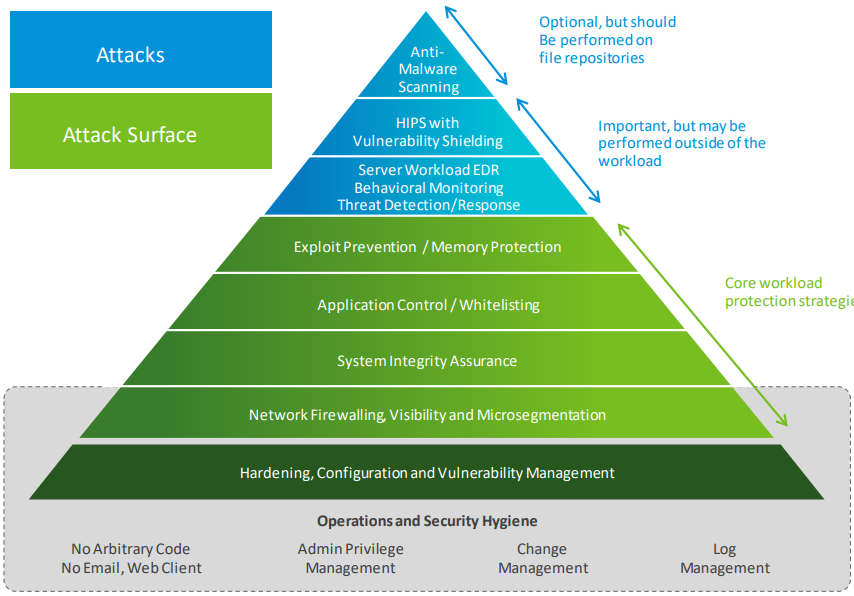 Attacks
Attack Surface
Anti-
Malware
Scanning
HIPS with
Vulnerability Shielding
Server Workload EDR
Behavioral Monitoring
Threat Detection/Response
Exploit Prevention / Memory Protection
Application Control / Whitelisting
System Integrity Assurance
Network Firewalling, Visibility and Microsegmentation
Hardening, Configuration and Vulnerability Management
Optional, but should
Be performed on
file repositories
Important, but may be
performed outside of the
workload
Core workload
protection strategie
Operations and Security Hygiene
No Arbitrary Code
No Email, Web Client
Admin Privilege
Management
Change
Management
Log
Management